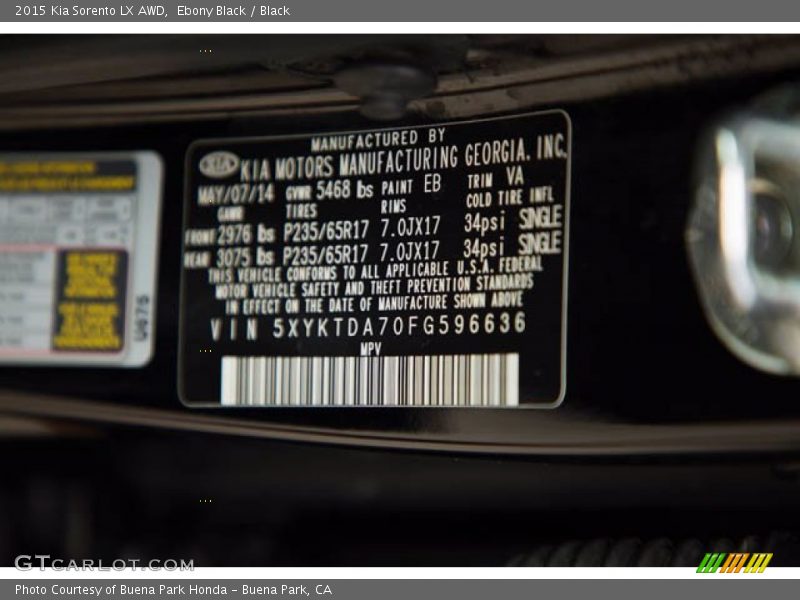 2015 Kia Sorento LX AWD, Ebony Black / Black
MANUFACTURED BY
KIA KIA MOTORS MANUFACTURING GEORGIA, INC.
MAY/07/14 GVWR 5468 lbs PAINT EB TRIM VA
GAWR TIRES RIMS COLD TIRE INFL
FRONT 2976 lbs P235/65R17 7.0JX17 34psi SINGLE
REAR 3075 lbs P235/65R17 7.0JX17 34psi SINGLE
THIS VEHICLE CONFORMS TO ALL APPLICABLE U.S.A. FEDERAL
MOTOR VEHICLE SAFETY AND THEFT PREVENTION STANDARDS
IN EFFECT ON THE DATE OF MANUFACTURE SHOWN ABOVE
VIN 5XYKTDA70FG596636
MPV
U075
GTCarLot.com
Photo Courtesy of Buena Park Honda - Buena Park, CA